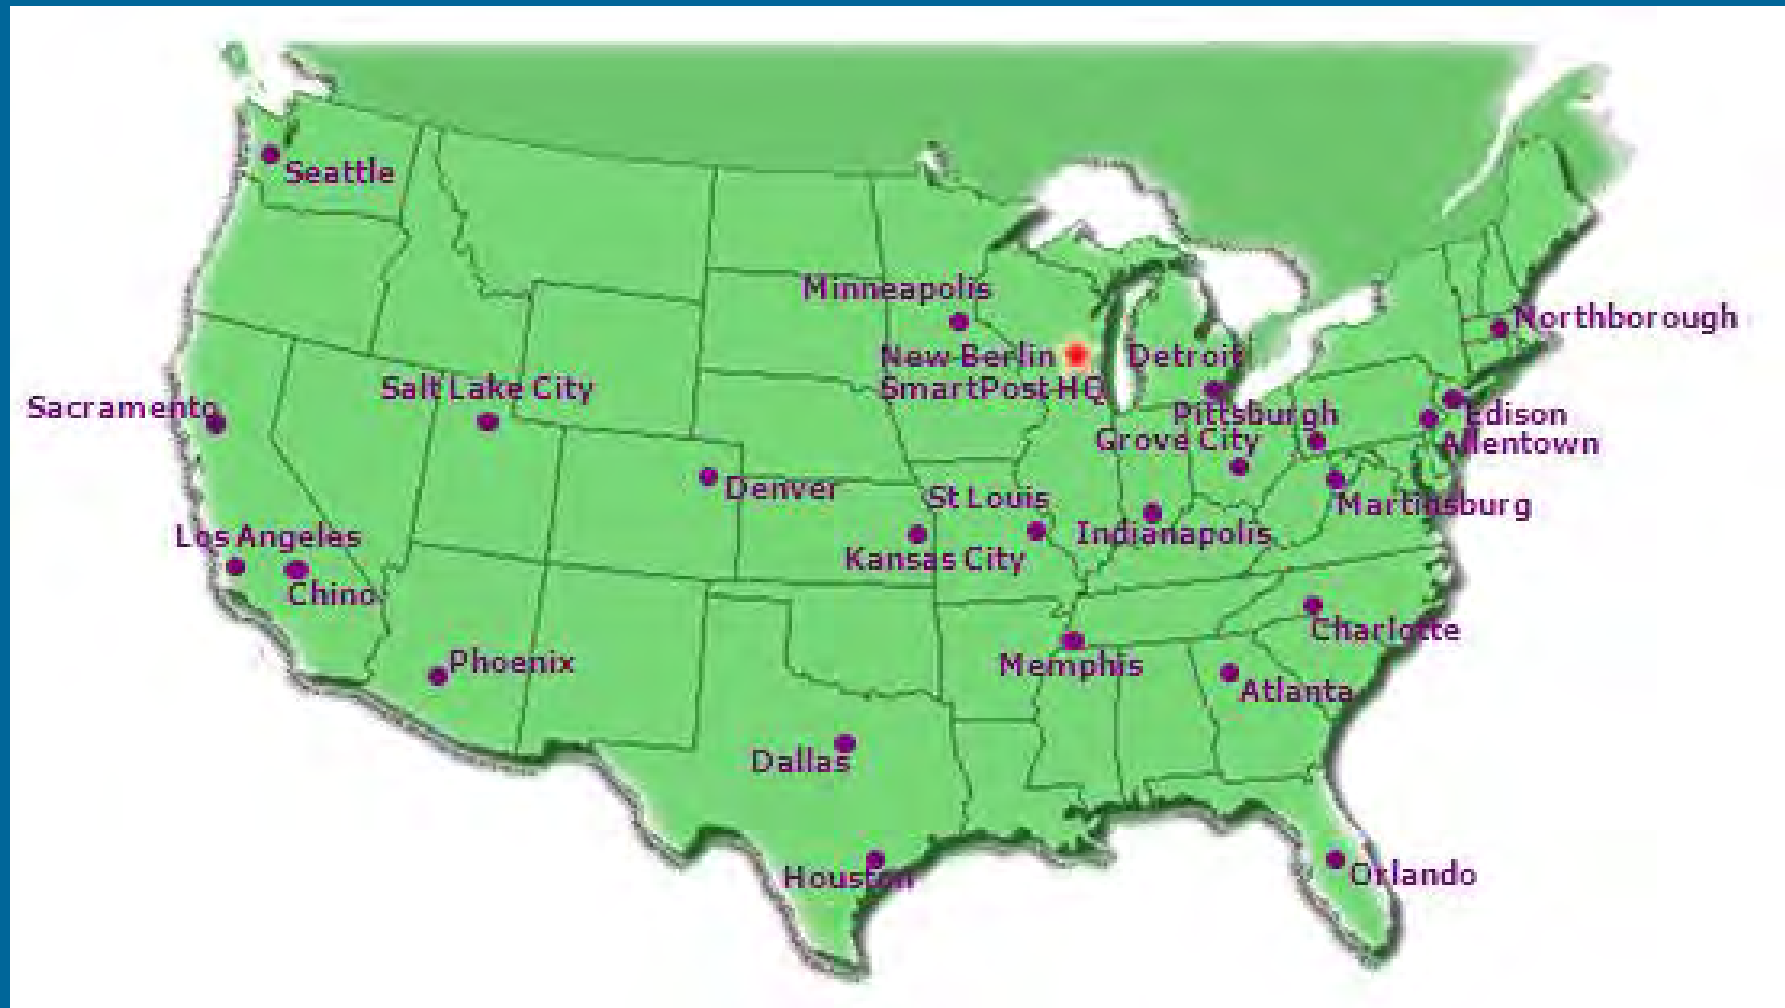 Seattle
Minneapolis
Northborough
New Berlin
SmartPost HQ
Detroit
Salt Lake City
Sacramento
Pittsburgh
Edison
Grove City
Allentown
Denver
St Louis
Martinsburg
Los Angeles
Indianapolis
Kansas City
Chino
Charlotte
Phoenix
Memphis
Atlanta
Dallas
Houston
Orlando